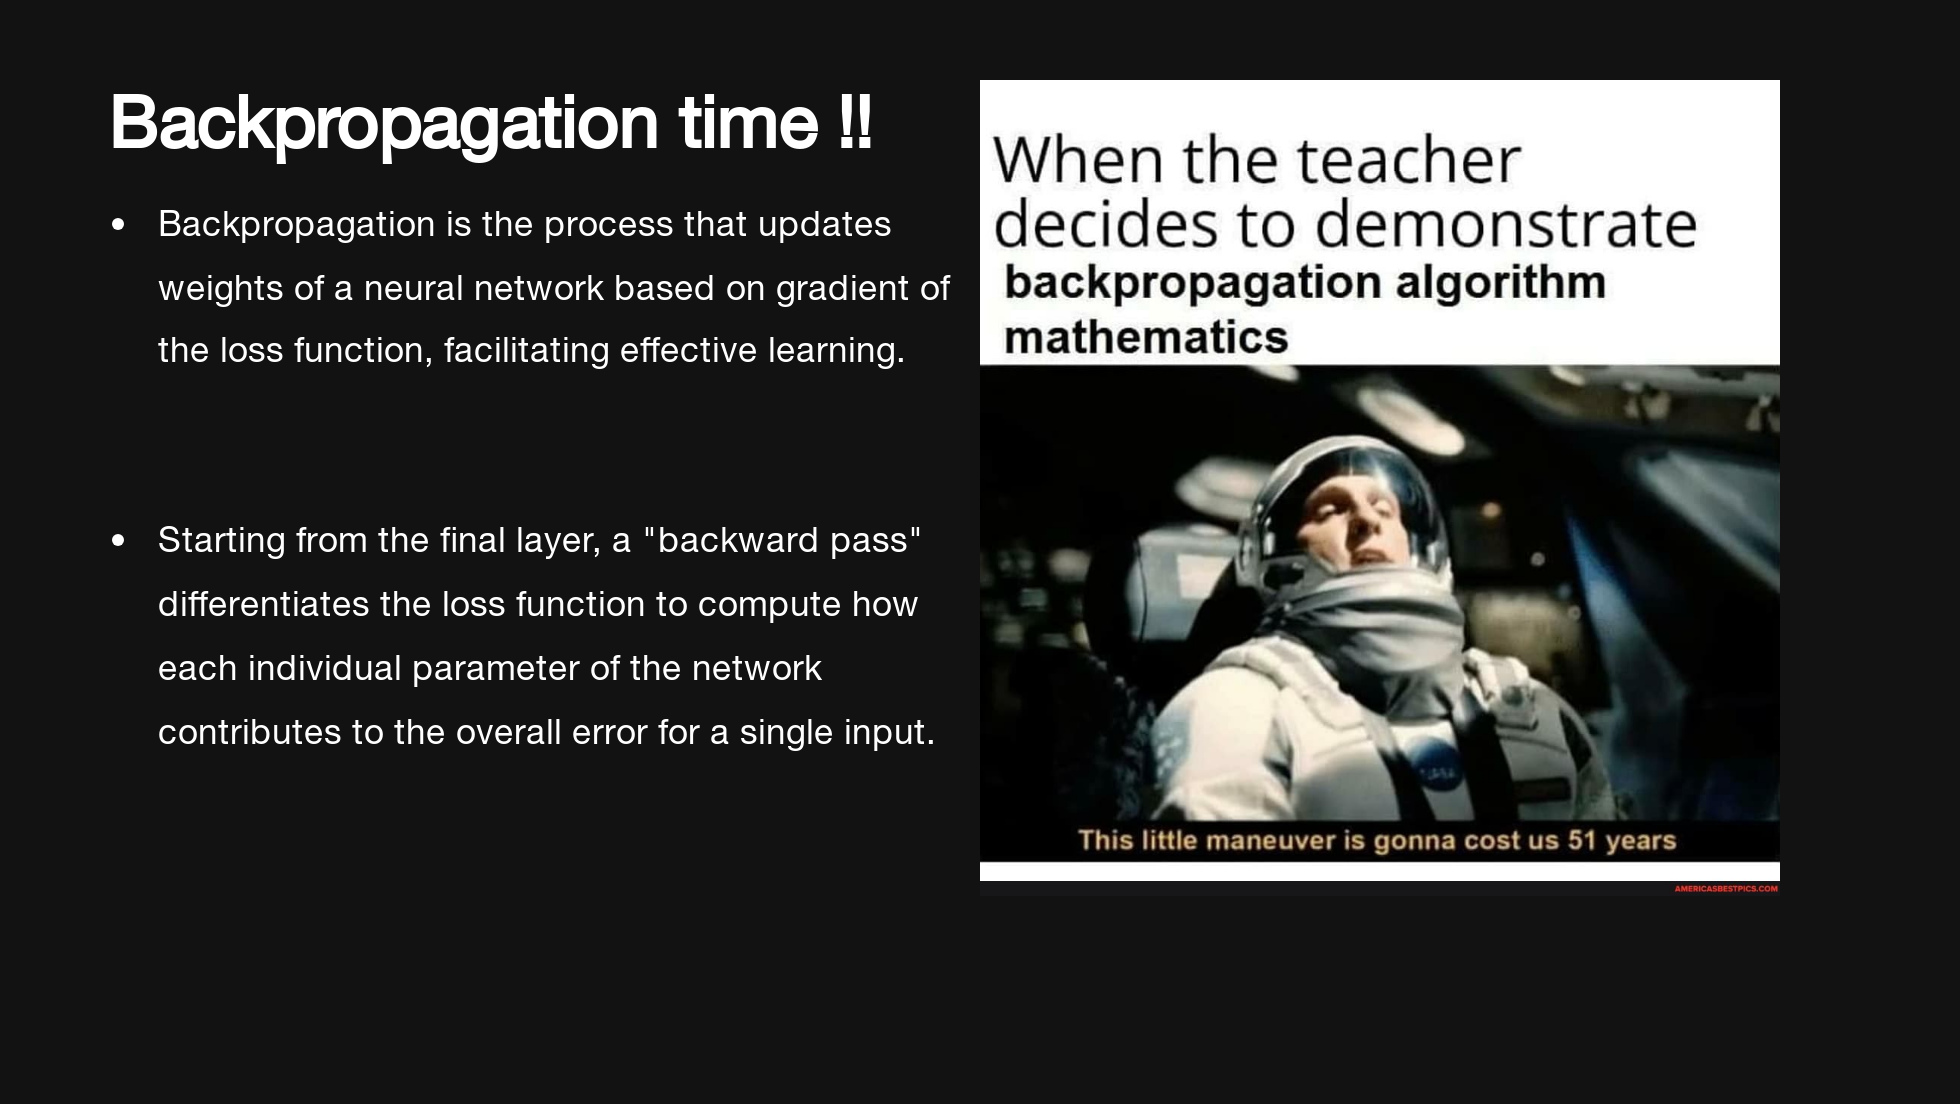 Backpropagation time !!
• Backpropagation is the process that updates
weights of a neural network based on gradient of
the loss function, facilitating effective learning.
• Starting from the final layer, a "backward pass"
differentiates the loss function to compute how
each individual parameter of the network
contributes to the overall error for a single input.
When the teacher
decides to demonstrate
backpropagation algorithm
mathematics
NASA
This little maneuver is gonna cost us 51 years
AMERICASBESTPICS.COM